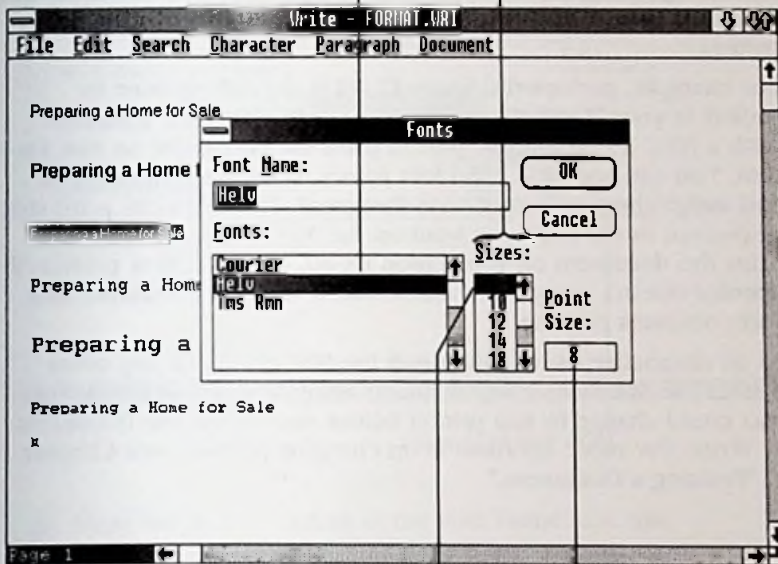 Write - FORMAT.WRI
File Edit Search Character Paragraph Document
Preparing a Home for Sale
Fonts
Preparing a Home
Font Name:
Helv
OK
Cancel
Preparing a Home for Sale
Fonts:
Sizes:
Courier
Helv
Tms Rmn
10
12
14
18
Point
Size:
8
Preparing a Home
Preparing a
Preparing a Home for Sale
¤
Page 1